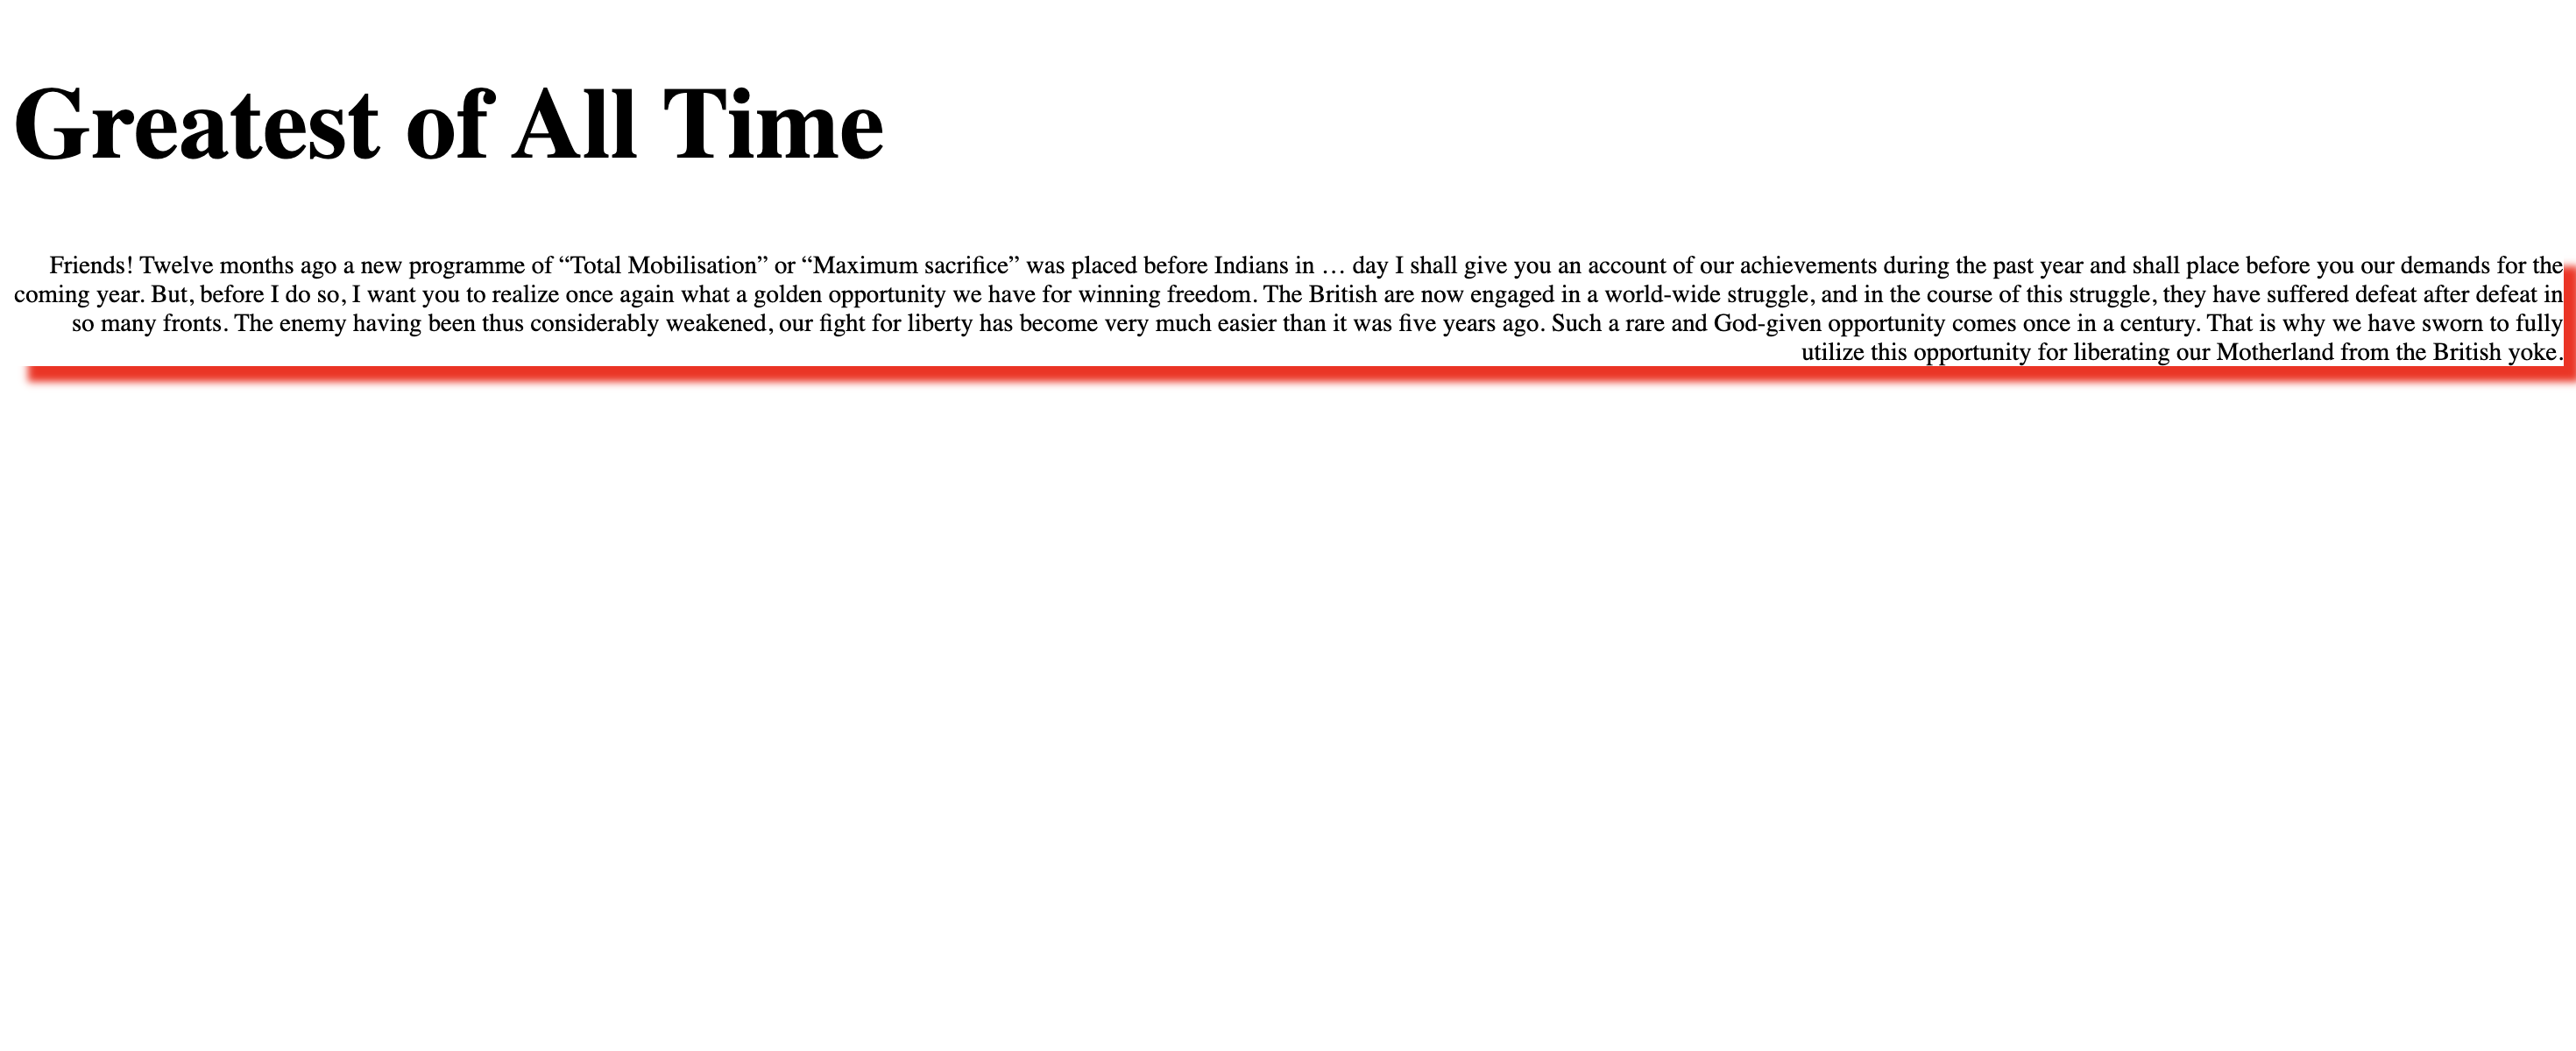 Greatest of All Time
Friends! Twelve months ago a new programme of “Total Mobilisation” or “Maximum sacrifice” was placed before Indians in … day I shall give you an account of our achievements during the past year and shall place before you our demands for the
coming year. But, before I do so, I want you to realize once again what a golden opportunity we have for winning freedom. The British are now engaged in a world-wide struggle, and in the course of this struggle, they have suffered defeat after defeat in
so many fronts. The enemy having been thus considerably weakened, our fight for liberty has become very much easier than it was five years ago. Such a rare and God-given opportunity comes once in a century. That is why we have sworn to fully
utilize this opportunity for liberating our Motherland from the British yoke.